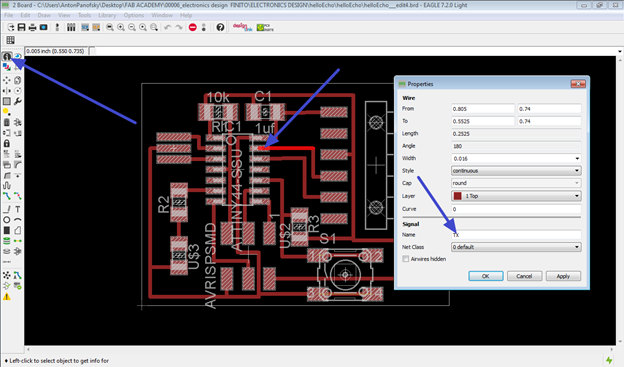 2 Board - C:\Users\AntonPanofsky\Desktop\FAB ACADEMY\00006_electronics design FINITO\ELECTRONICS DESIGN\helloEcho\helloEcho\helloEcho___edit4.brd - EAGLE 7.2.0 Light
File Edit Draw View Tools Library Options Window Help
0.005 inch (0.550 0.735)
10k
C1
R1
IC1
1uf
ATTINY44-SSU
R2
U$3
AVRISPSMD
1
U$2
R3
S1
Properties
Wire
From 0.805 0.74
To 0.5525 0.74
Length 0.2525
Angle 180
Width 0.016
Style continuous
Cap round
Layer 1 Top
Curve 0
Signal
Name TX
Net Class 0 default
Airwires hidden
OK Cancel Apply
Left-click to select object to get info for